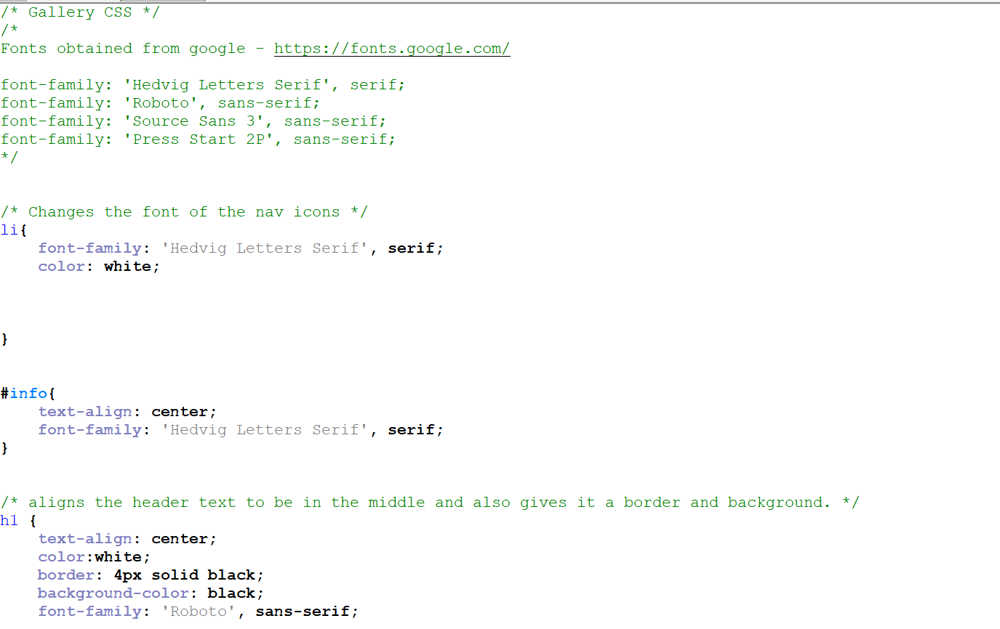 /* Gallery CSS */
/*
Fonts obtained from google - https://fonts.google.com/
font-family: 'Hedvig Letters Serif', serif;
font-family: 'Roboto', sans-serif;
font-family: 'Source Sans 3', sans-serif;
font-family: 'Press Start 2P', sans-serif;
*/
/* Changes the font of the nav icons */
li{
font-family: 'Hedvig Letters Serif', serif;
color: white;
}
#info{
text-align: center;
font-family: 'Hedvig Letters Serif', serif;
}
/* aligns the header text to be in the middle and also gives it a border and background. */
h1 {
text-align: center;
color:white;
border: 4px solid black;
background-color: black;
font-family: 'Roboto', sans-serif;